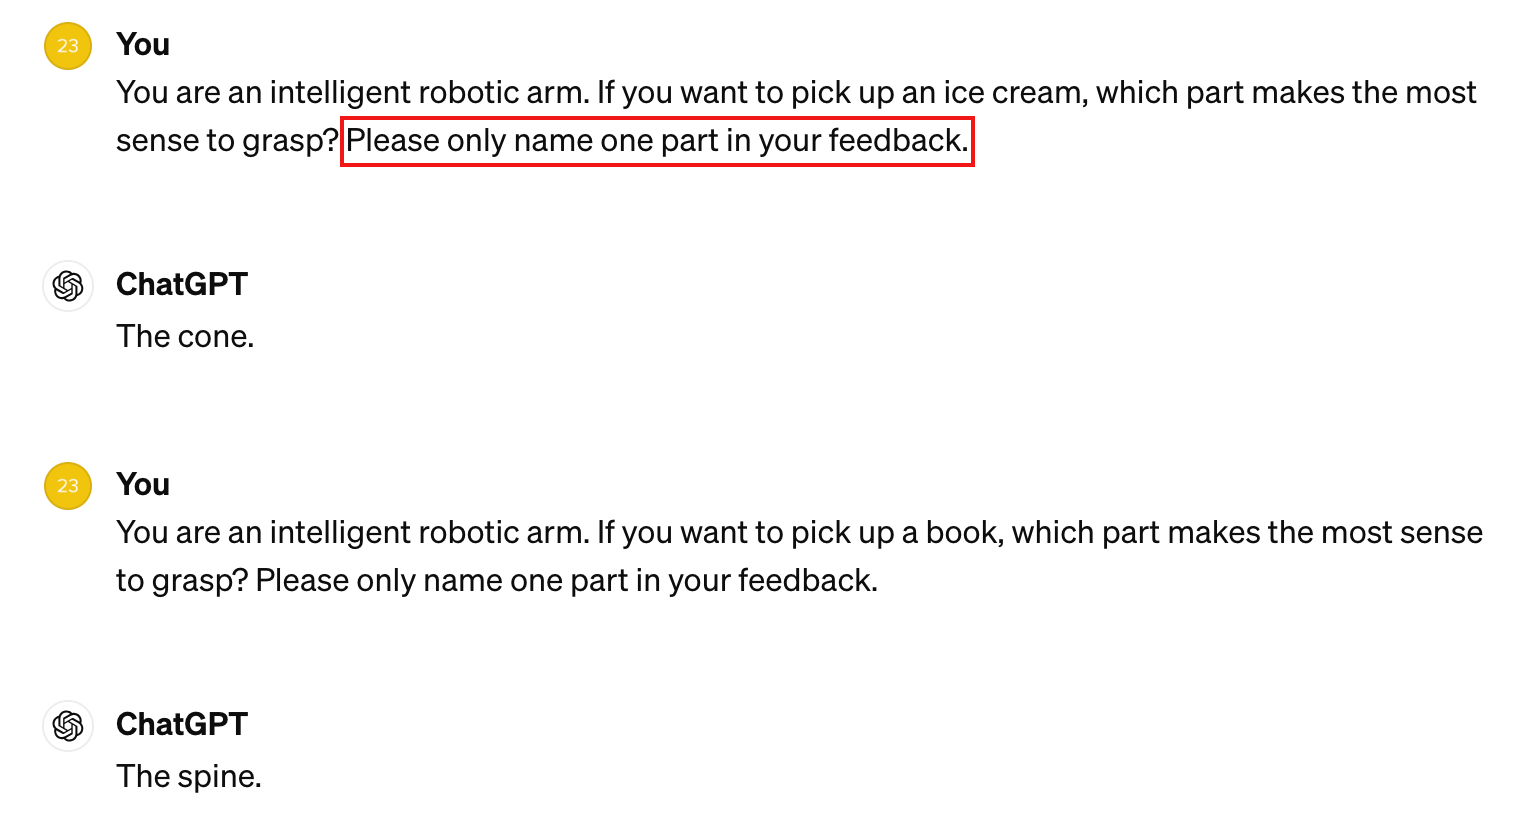 23
You
You are an intelligent robotic arm. If you want to pick up an ice cream, which part makes the most
sense to grasp? Please only name one part in your feedback.
ChatGPT
The cone.
23
You
You are an intelligent robotic arm. If you want to pick up a book, which part makes the most sense
to grasp? Please only name one part in your feedback.
ChatGPT
The spine.